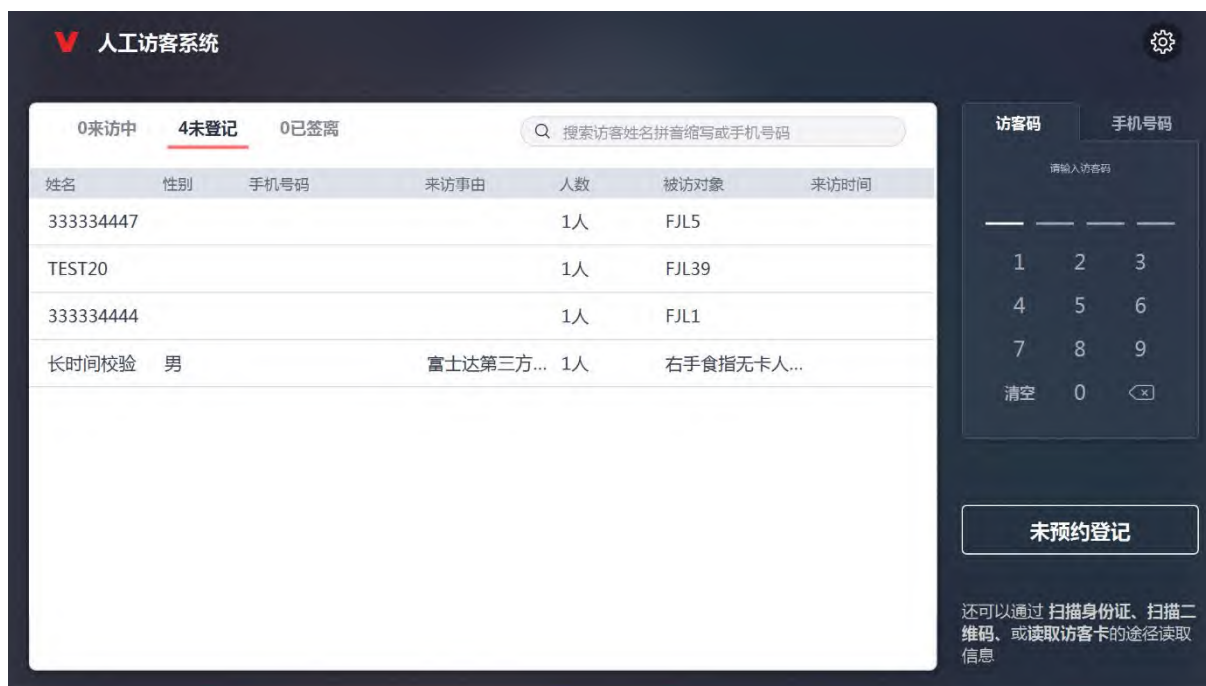 人工访客系统
0来访中 4未登记 0已签离 搜索访客姓名拼音缩写或手机号码
姓名 性别 手机号码 来访事由 人数 被访对象 来访时间
333334447 1人 FJL5
TEST20 1人 FJL39
333334444 1人 FJL1
长时间校验 男 富士达第三方... 1人 右手食指无卡人...
访客码 手机号码
请输入访客码
1 2 3
4 5 6
7 8 9
清空 0
未预约登记
还可以通过 扫描身份证、扫描二
维码、或读取访客卡的途径读取
信息